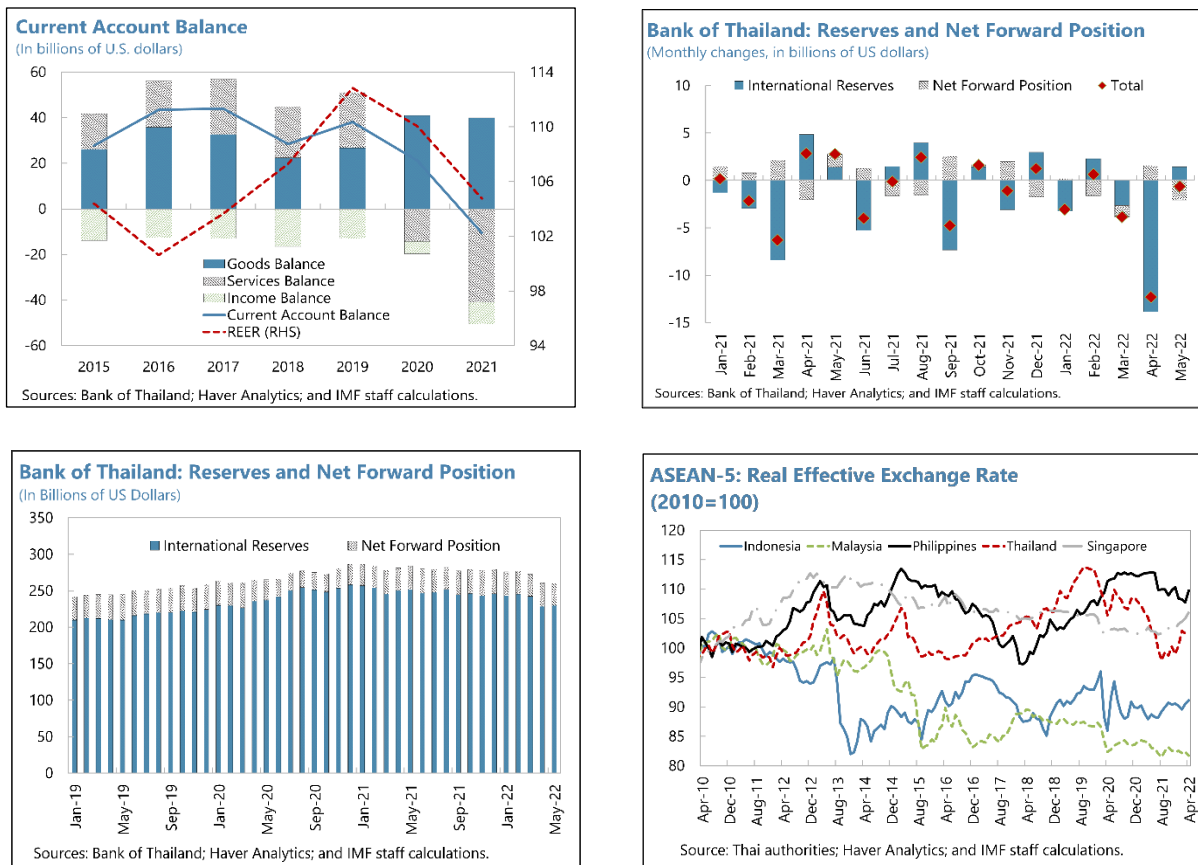 Current Account Balance
(In billions of U.S. dollars)
60
40
20
0
-20
-40
-60
114
110
106
102
98
94
Goods Balance
Services Balance
Income Balance
Current Account Balance
REER (RHS)
2015 2016 2017 2018 2019 2020 2021
Sources: Bank of Thailand; Haver Analytics; and IMF staff calculations.
Bank of Thailand: Reserves and Net Forward Position
(Monthly changes, in billions of US dollars)
International Reserves Net Forward Position Total
10
5
0
-5
-10
-15
Jan-21 Feb-21 Mar-21 Apr-21 May-21 Jun-21 Jul-21 Aug-21 Sep-21 Oct-21 Nov-21 Dec-21 Jan-22 Feb-22 Mar-22 Apr-22 May-22
Sources: Bank of Thailand; Haver Analytics; and IMF staff calculations.
Bank of Thailand: Reserves and Net Forward Position
(In Billions of US Dollars)
350
300
250
200
150
100
50
0
International Reserves Net Forward Position
Jan-19 May-19 Sep-19 Jan-20 May-20 Sep-20 Jan-21 May-21 Sep-21 Jan-22 May-22
Sources: Bank of Thailand; Haver Analytics; and IMF staff calculations.
ASEAN-5: Real Effective Exchange Rate
(2010=100)
120
115
110
105
100
95
90
85
80
Indonesia Malaysia Philippines Thailand Singapore
Apr-10 Dec-10 Aug-11 Apr-12 Dec-12 Aug-13 Apr-14 Dec-14 Aug-15 Apr-16 Dec-16 Aug-17 Apr-18 Dec-18 Aug-19 Apr-20 Dec-20 Aug-21 Apr-22
Source: Thai authorities; Haver Analytics; and IMF staff calculations.